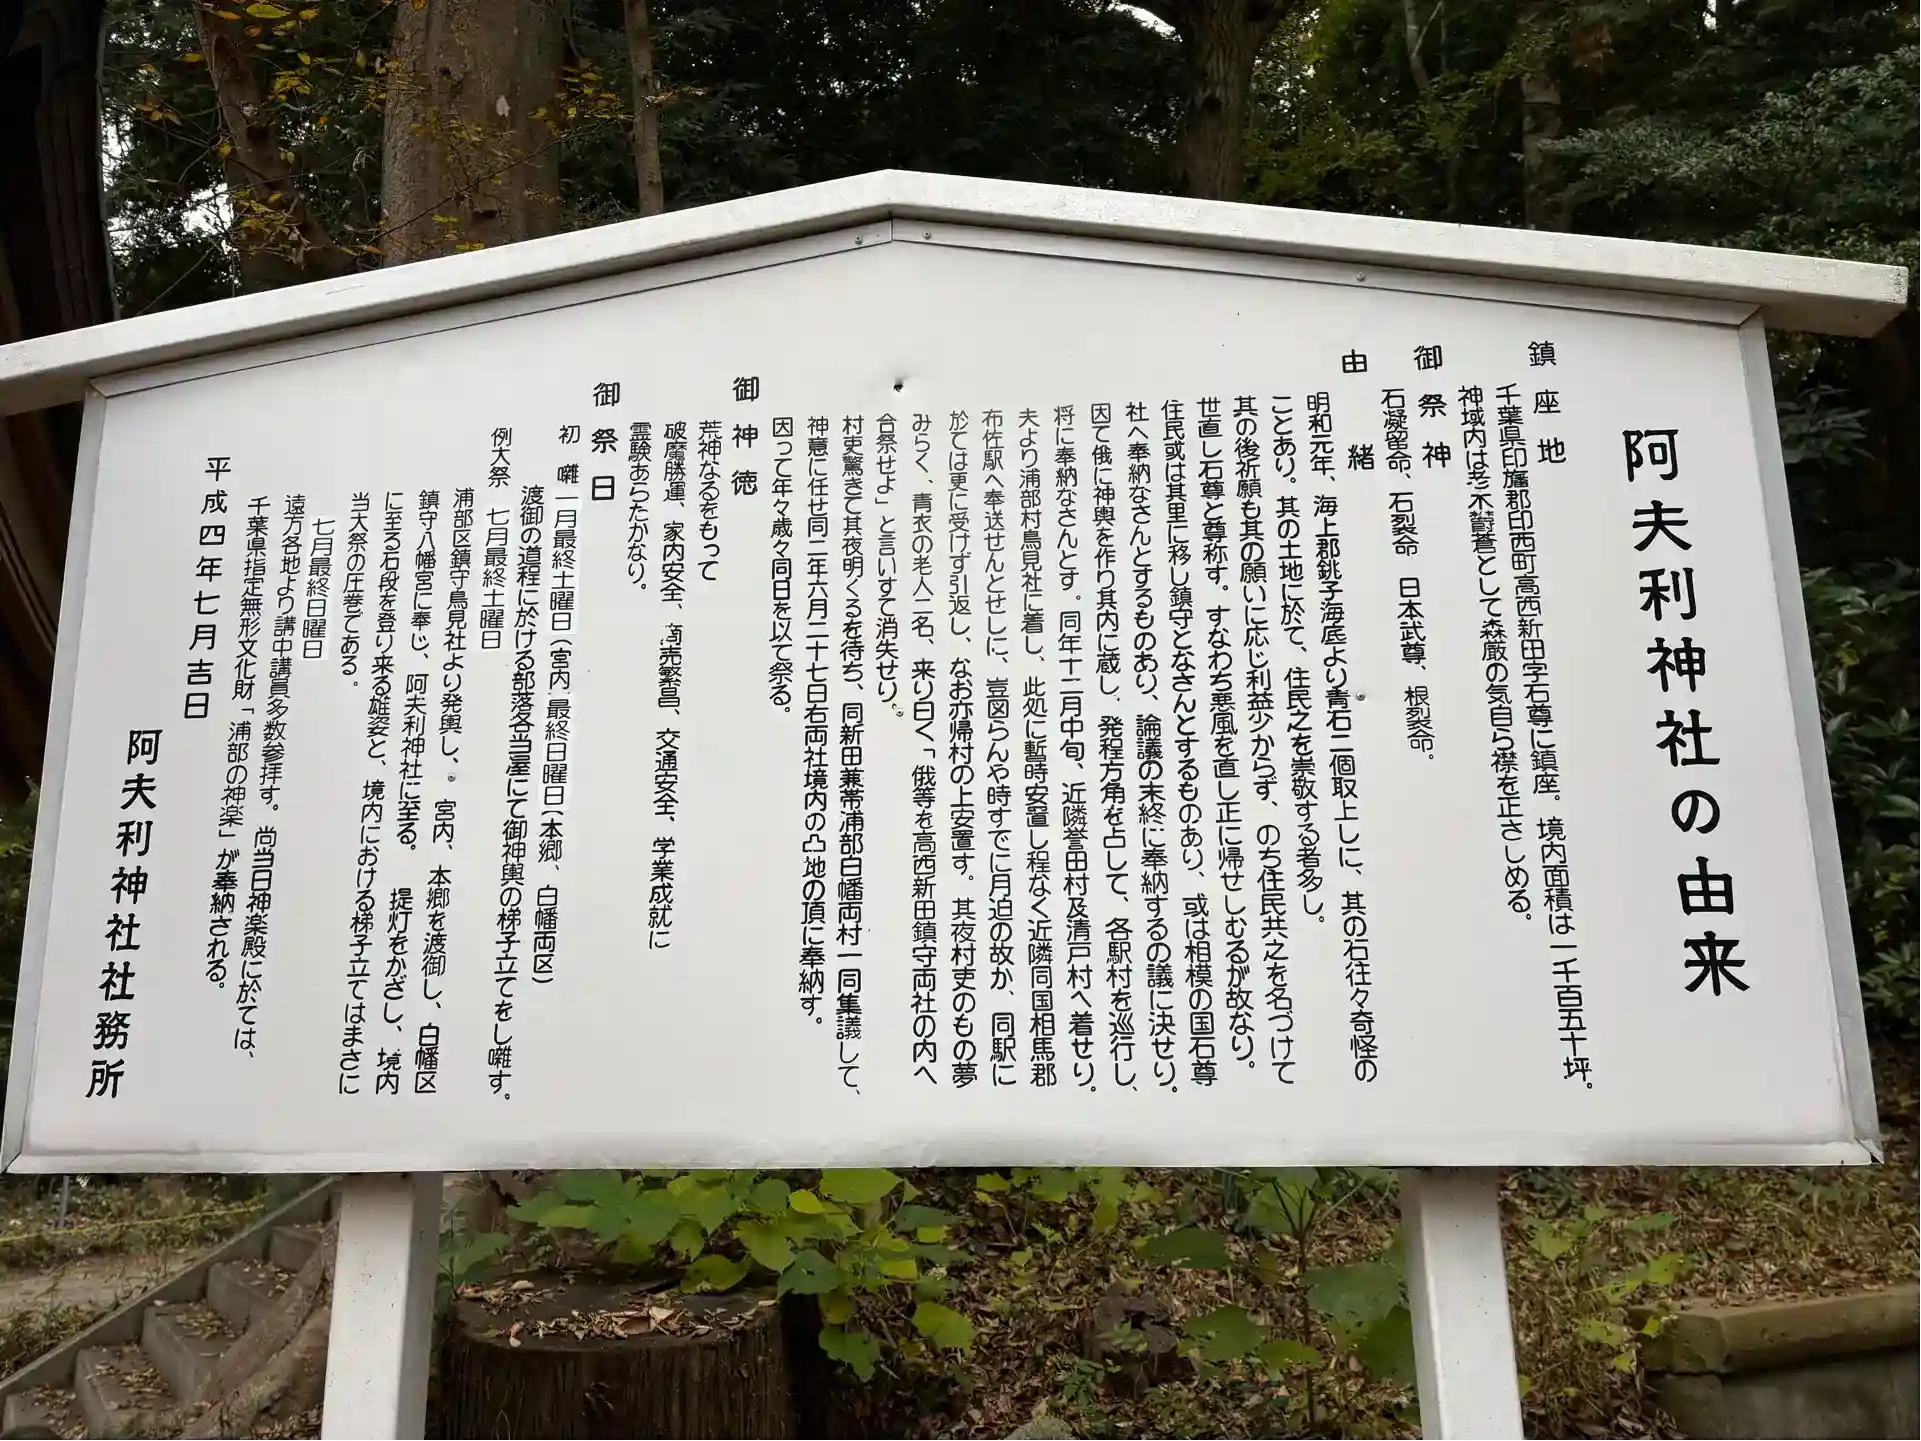 阿夫利神社の由来
鎮座地
千葉県印旛郡印西町高西新田字石尊に鎮座。境内面積は一千百五十坪。
神域内は老木鬱蒼として森厳の気自ら襟を正さしめる。
御祭神
石凝留命、石裂命　日本武尊、根裂命。
由緒
明和元年、海上郡銚子海底より青石二個取上しに、其の石往々奇怪の
ことあり。其の土地に於て、住民之を崇敬する者多し。
其の後祈願も其の願いに応じ利益少からず、のち住民共之を名づけて
世直し石尊と尊称す。すなわち悪風を直し正に帰せしむるが故なり。
住民或は其里に移し鎮守となさんとするものあり、或は相模の国石尊
社へ奉納なさんとするものあり、論議の末終に奉納するの議に決せり。
因て俄に神輿を作り其内に蔵し、発程方角を占して、各駅村を巡行し、
将に奉納なさんとす。同年十二月中旬、近隣誉田村及清戸村へ着せり。
夫より浦部村鳥見社に着し、此処に暫時安置し程なく近隣同国相馬郡
布佐駅へ奉送せんとせしに、豈図らんや時すでに月迫の故か、同駅に
於ては更に受けず引返し、なお亦帰村の上安置す。其夜村吏のもの夢
みらく、青衣の老人二名、来り曰く「俄等を高西新田鎮守両社の内へ
合祭せよ」と言いすて消失せり。
村吏驚きて其夜明くるを待ち、同新田兼帯浦部白幡両村一同集議して、
神意に任せ同二年六月二十七日右両社境内の凸地の頂に奉納す。
因って年々歳々同日を以て祭る。
御神徳
荒神なるをもって
破魔勝運、家内安全、商売繁昌、交通安全、学業成就に
霊験あらたかなり。
御祭日
初　囃　一月最終土曜日（宮内、最終日曜日（本郷、白幡両区）
渡御の道程に於ける部落各当屋にて御神輿の梯子立てをし囃す。
例大祭　七月最終土曜日
浦部区鎮守鳥見社より発輿し、宮内、本郷を渡御し、白幡区
鎮守八幡宮に奉じ、阿夫利神社に至る。　提灯をかざし、境内
に至る石段を登り来る雄姿と、境内における梯子立てはまさに
当大祭の圧巻である。
七月最終日曜日
遠方各地より講中講員多数参拝す。尚当日神楽殿に於ては、
千葉県指定無形文化財「浦部の神楽」が奉納される。
平成四年七月吉日
阿夫利神社社務所